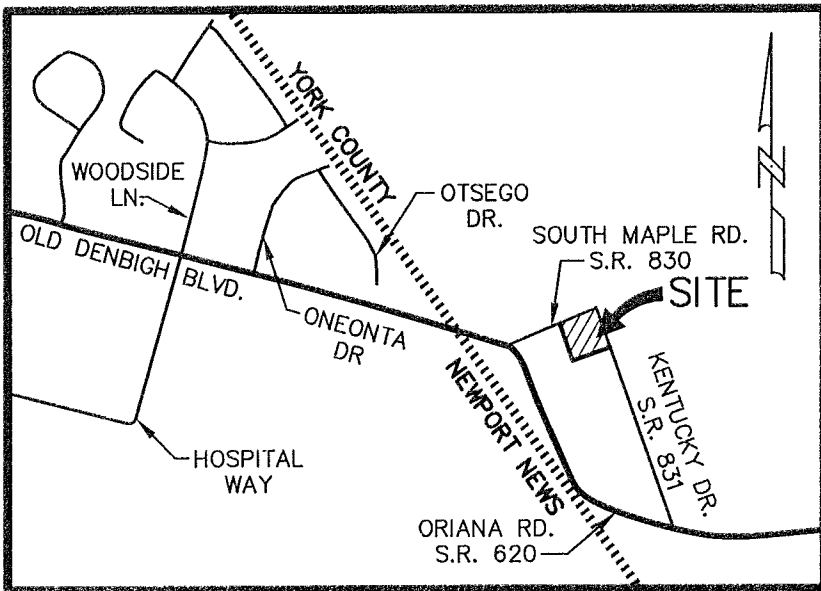 YORK COUNTY
WOODSIDE
LN.
OTSEGO
DR.
N
SOUTH MAPLE RD.
S.R. 830
OLD DENBIGH BLVD.
SITE
ONEONTA
DR
NEWPORT NEWS
KENTUCKY DR.
S.R. 831
HOSPITAL
WAY
ORIANA RD.
S.R. 620